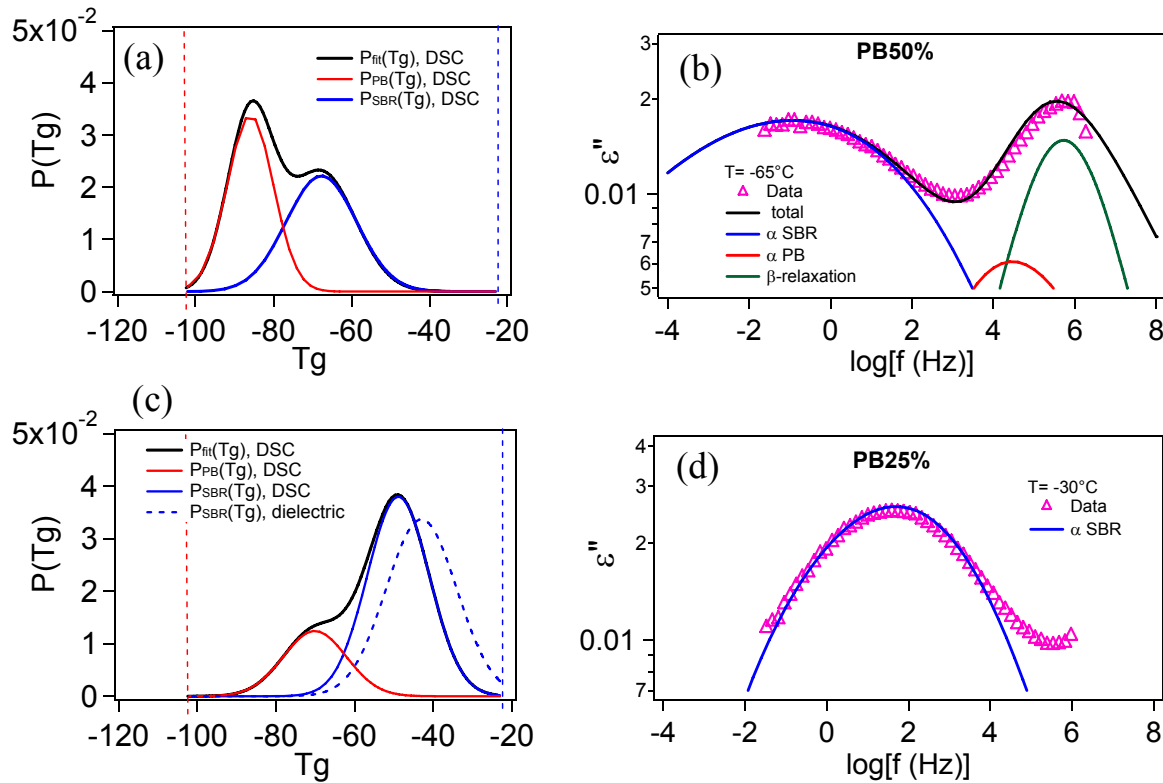 (a)
5x10-2
4
3
2
1
0
P(Tg)
Pfit(Tg), DSC
PPB(Tg), DSC
PSBR(Tg), DSC
-120 -100 -80 -60 -40 -20
Tg
(b)
PB50%
3
2
0.01
9
8
7
6
5
ε"
T= -65°C
Data
total
α SBR
α PB
β-relaxation
-4 -2 0 2 4 6 8
log[f (Hz)]
(c)
5x10-2
4
3
2
1
0
P(Tg)
Pfit(Tg), DSC
PPB(Tg), DSC
PSBR(Tg), DSC
PSBR(Tg), dielectric
-120 -100 -80 -60 -40 -20
Tg
(d)
PB25%
4
3
2
0.01
7
ε"
T= -30°C
Data
α SBR
-4 -2 0 2 4 6 8
log[f (Hz)]